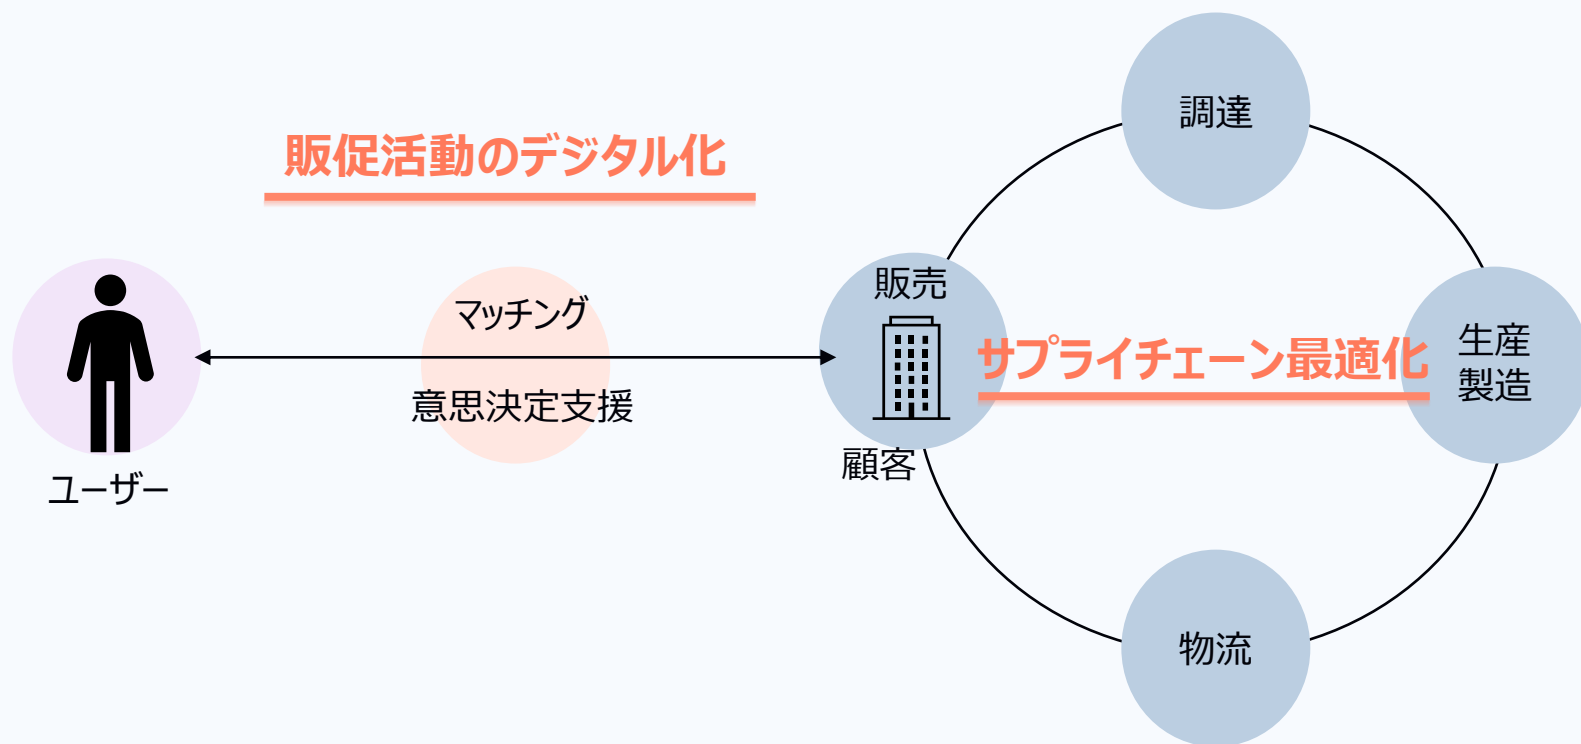 販促活動のデジタル化
マッチング
意思決定支援
ユーザー
調達
販売
顧客
サプライチェーン最適化
生産
製造
物流